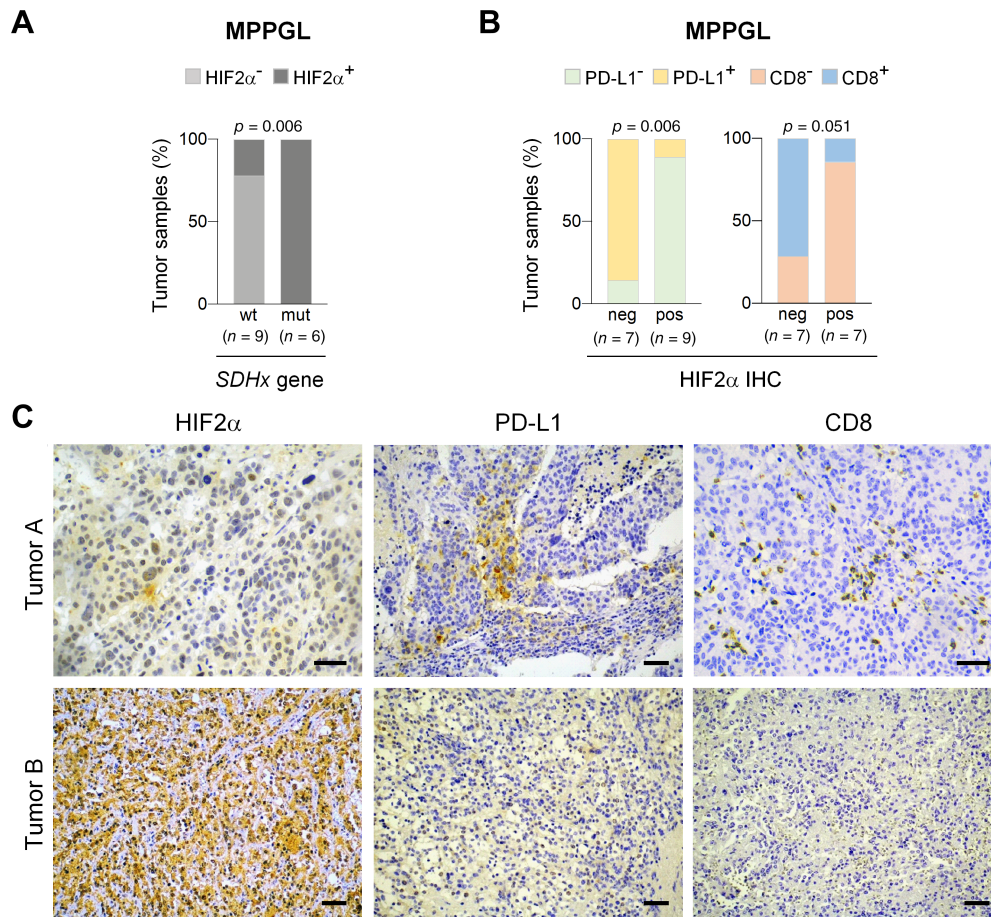 A
MPPGL
HIF2α⁻ HIF2α⁺
p = 0.006
Tumor samples (%)
100
50
0
wt mut
(n = 9) (n = 6)
SDHx gene
B
MPPGL
PD-L1⁻ PD-L1⁺ CD8⁻ CD8⁺
p = 0.006 p = 0.051
Tumor samples (%)
100 100
50 50
0 0
neg pos neg pos
(n = 7) (n = 9) (n = 7) (n = 7)
HIF2α IHC
C
HIF2α PD-L1 CD8
Tumor A
Tumor B